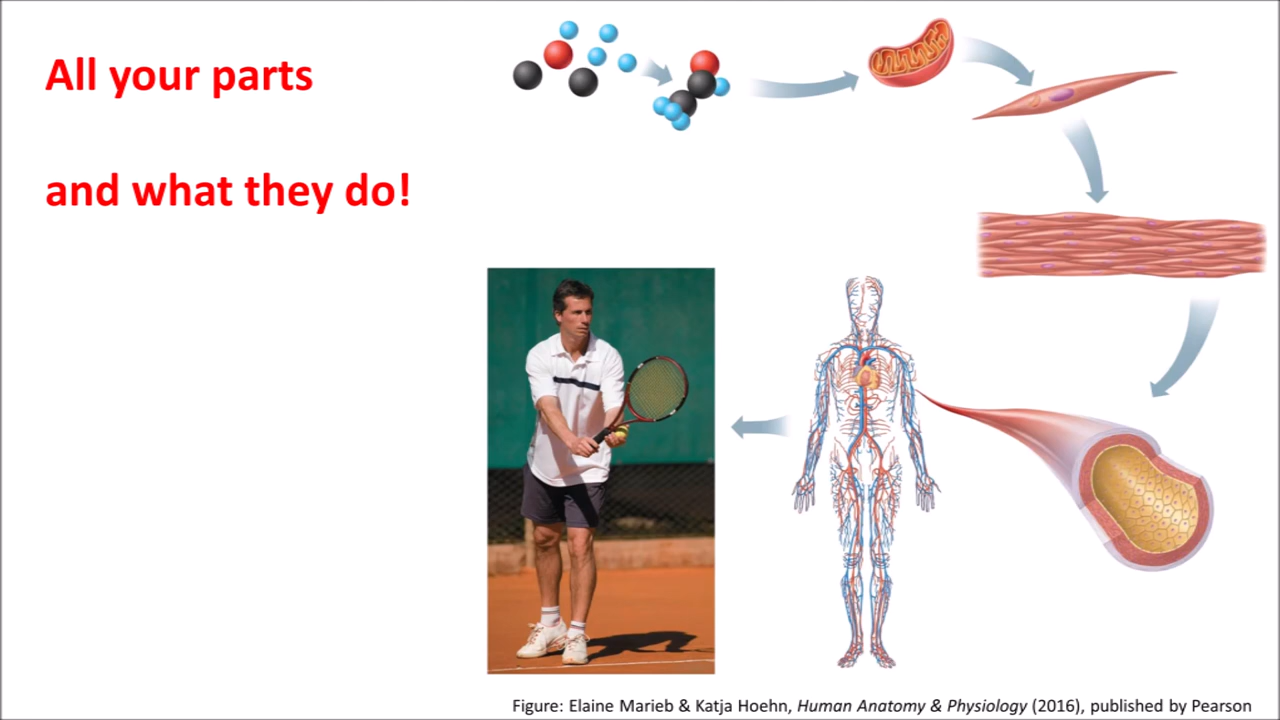 All your parts
and what they do!
Figure: Elaine Marieb & Katja Hoehn, Human Anatomy & Physiology (2016), published by Pearson